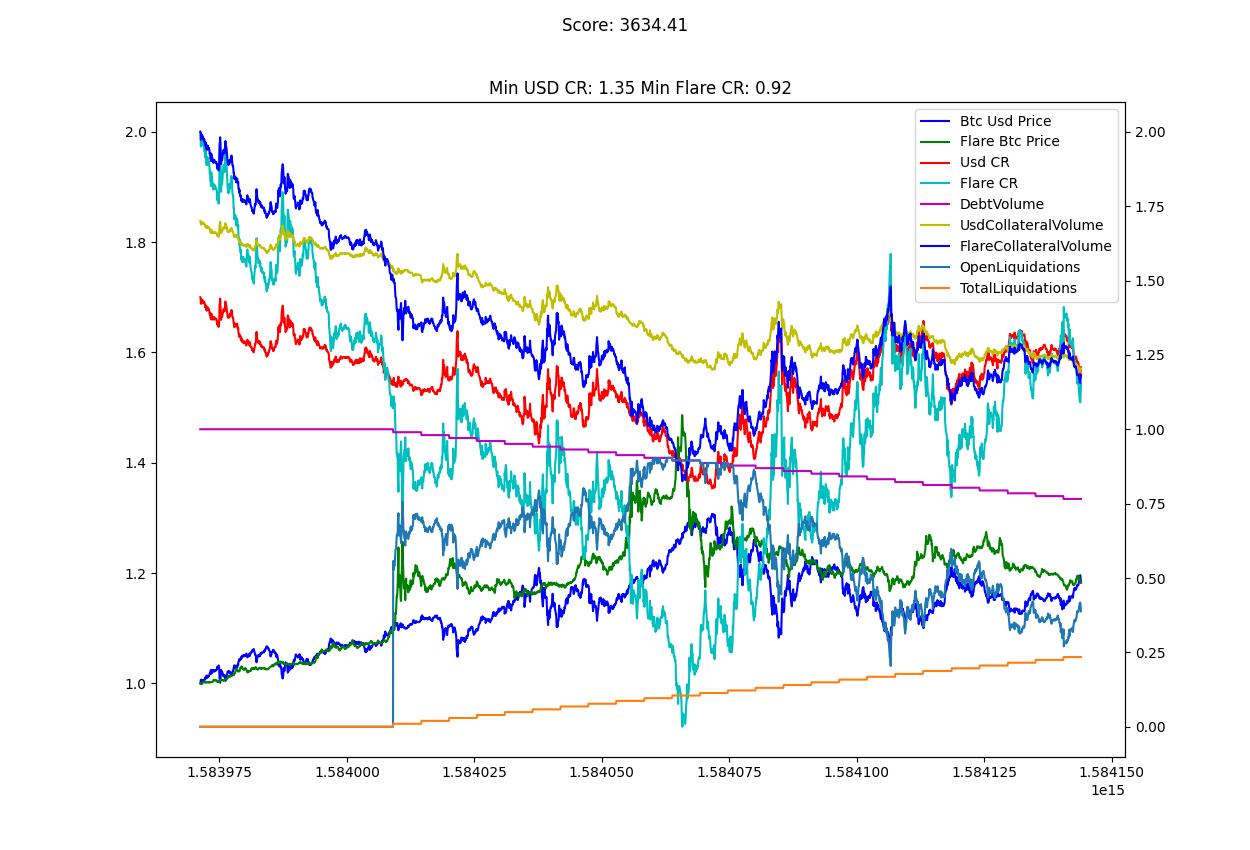 Score: 3634.41
Min USD CR: 1.35 Min Flare CR: 0.92
2.0
1.8
1.6
1.4
1.2
1.0
2.00
1.75
1.50
1.25
1.00
0.75
0.50
0.25
0.00
Btc Usd Price
Flare Btc Price
Usd CR
Flare CR
DebtVolume
UsdCollateralVolume
FlareCollateralVolume
OpenLiquidations
TotalLiquidations
1.583975 1.584000 1.584025 1.584050 1.584075 1.584100 1.584125 1.584150
1e15